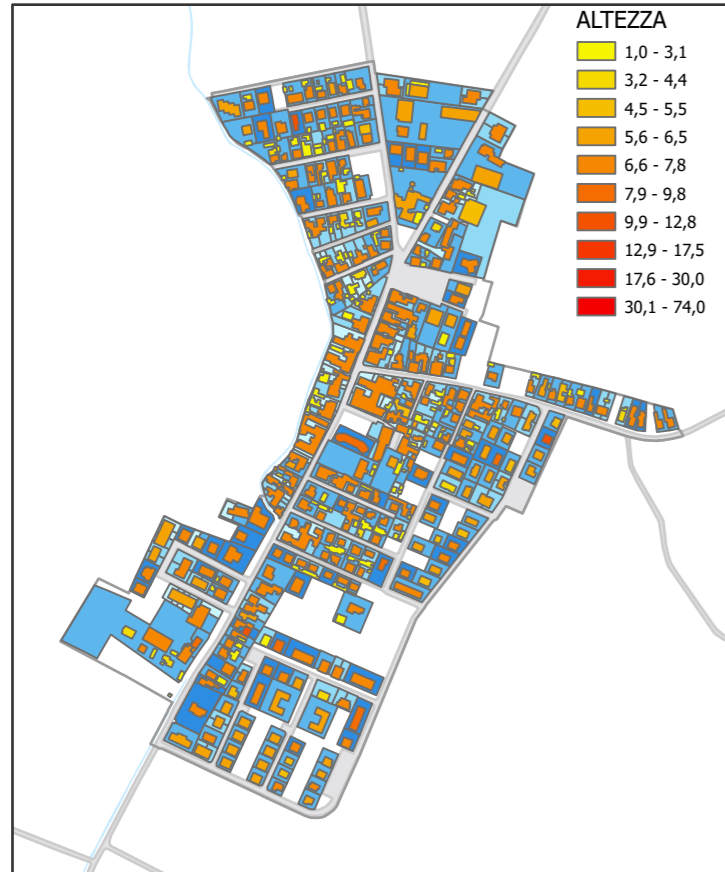 ALTEZZA
1,0 - 3,1
3,2 - 4,4
4,5 - 5,5
5,6 - 6,5
6,6 - 7,8
7,9 - 9,8
9,9 - 12,8
12,9 - 17,5
17,6 - 30,0
30,1 - 74,0